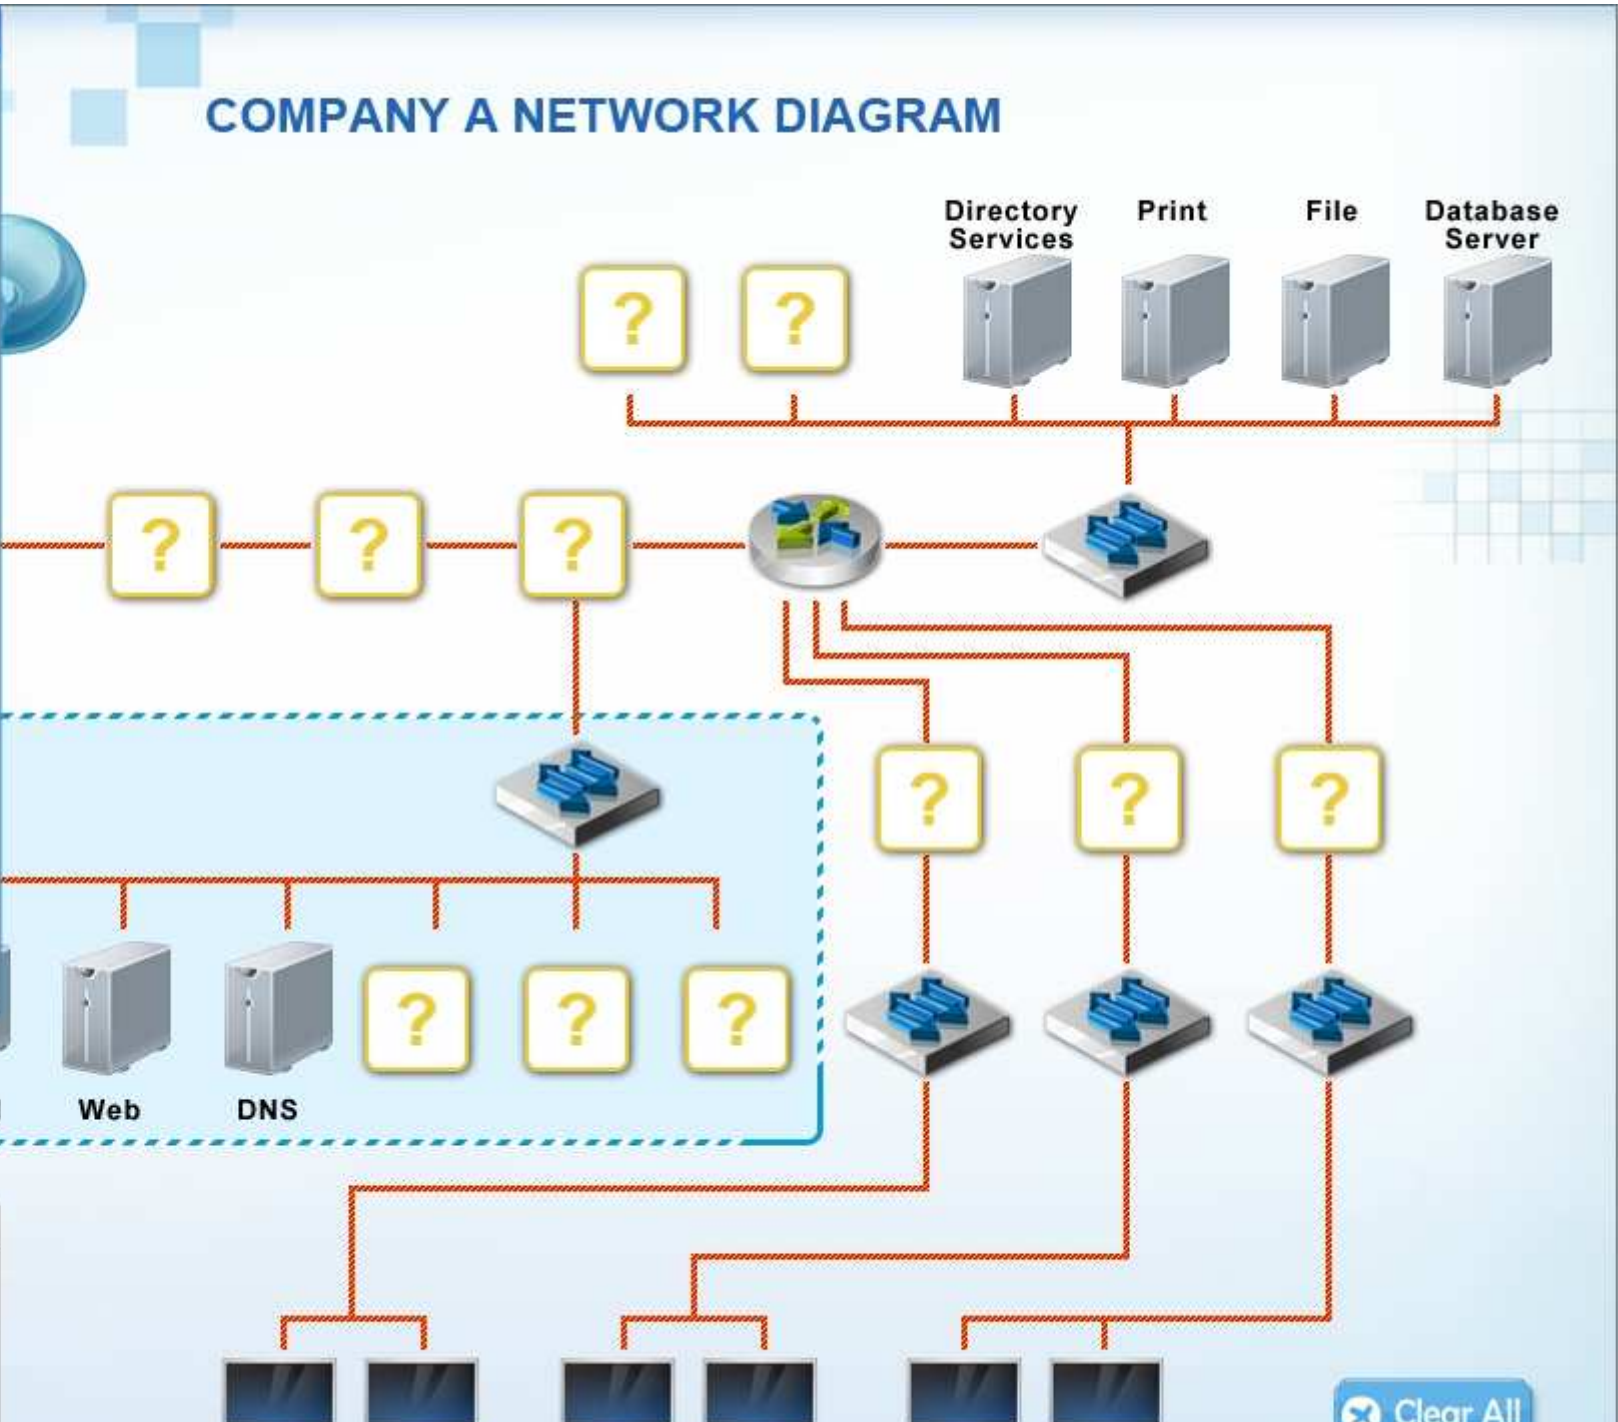 COMPANY A NETWORK DIAGRAM
Directory
Services
Print
File
Database
Server
? ?
? ? ?
? ? ?
? ? ?
Web
DNS
Clear All